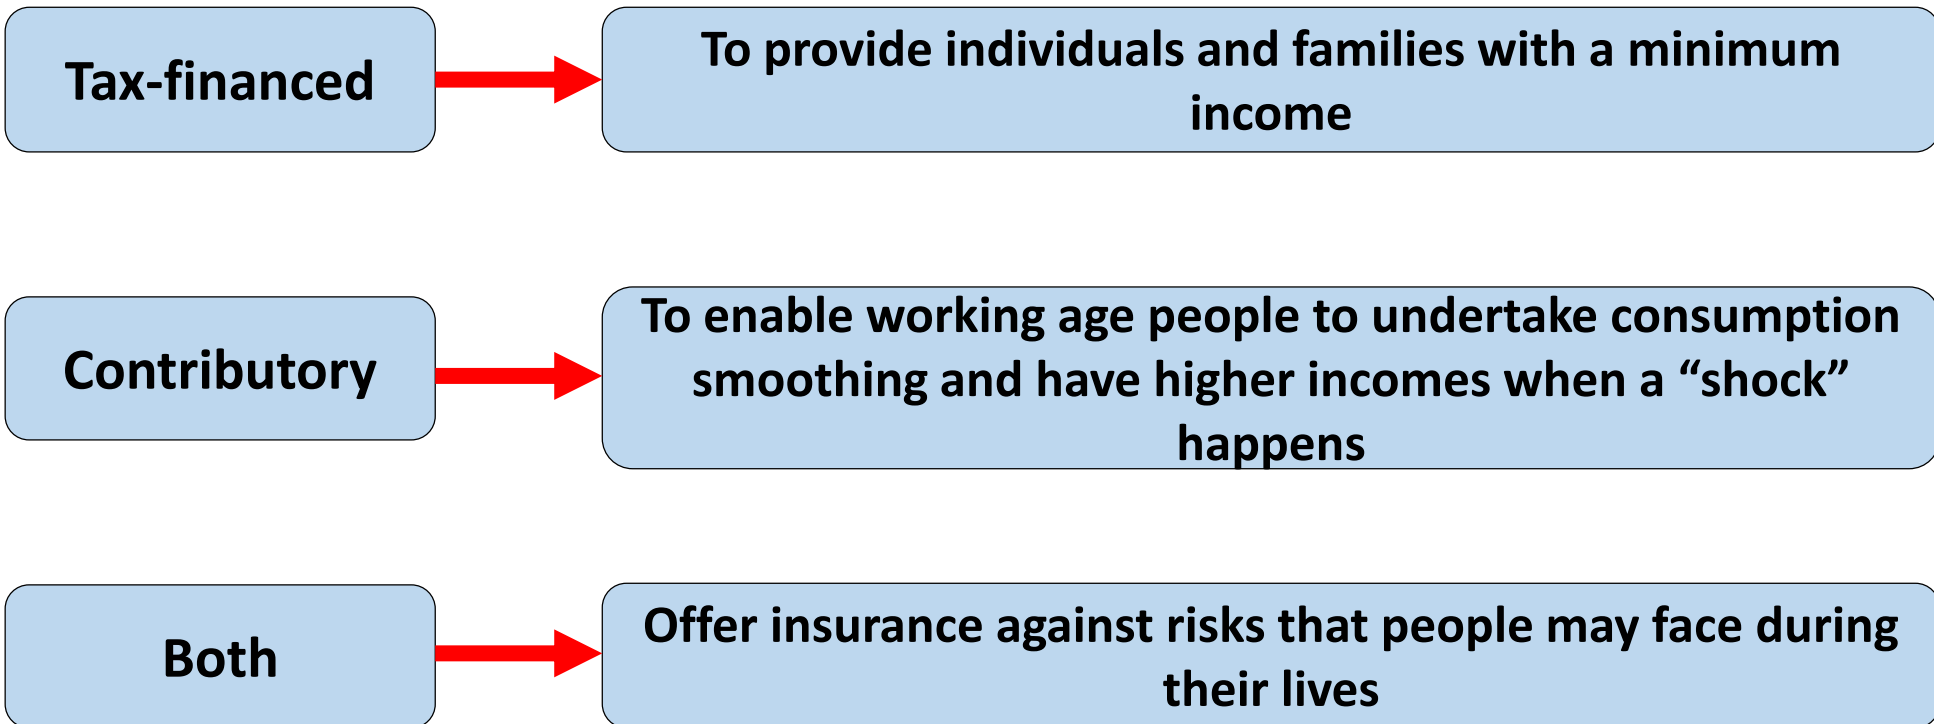 Tax-financed
To provide individuals and families with a minimum
income
Contributory
To enable working age people to undertake consumption
smoothing and have higher incomes when a “shock”
happens
Both
Offer insurance against risks that people may face during
their lives